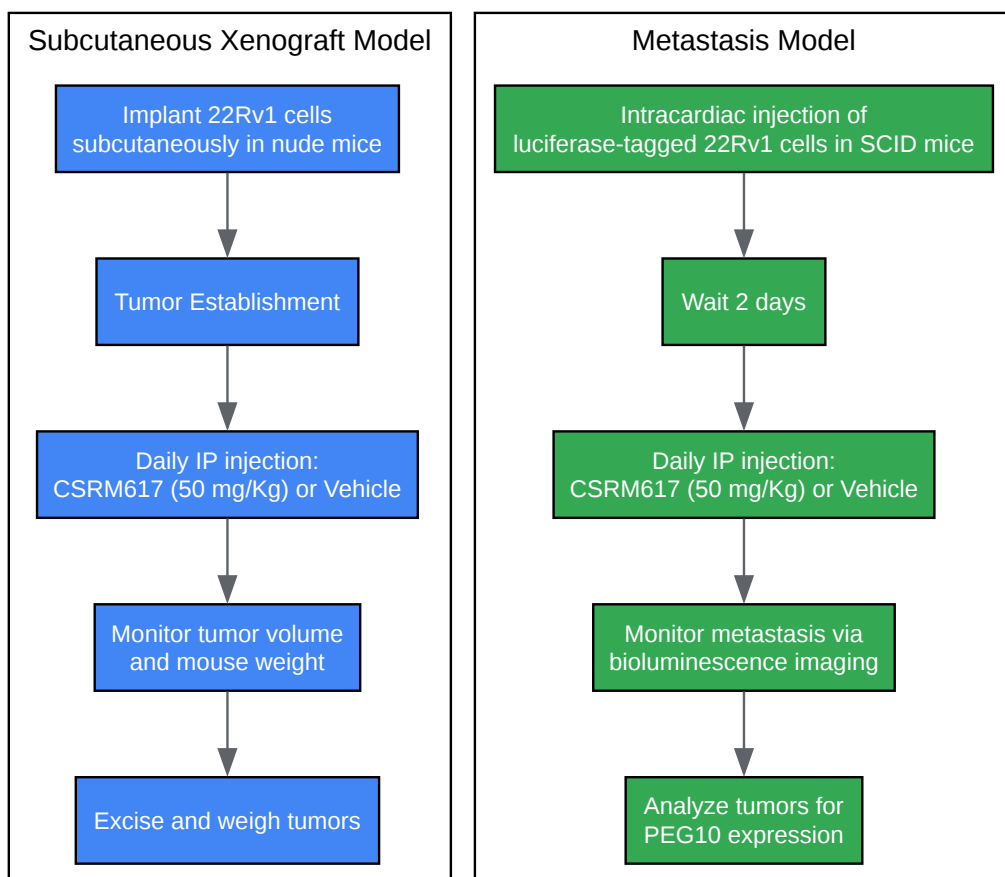 Subcutaneous Xenograft Model
Implant 22Rv1 cells
subcutaneously in nude mice
Tumor Establishment
Daily IP injection:
CSRM617 (50 mg/Kg) or Vehicle
Monitor tumor volume
and mouse weight
Excise and weigh tumors
Metastasis Model
Intracardiac injection of
luciferase-tagged 22Rv1 cells in SCID mice
Wait 2 days
Daily IP injection:
CSRM617 (50 mg/Kg) or Vehicle
Monitor metastasis via
bioluminescence imaging
Analyze tumors for
PEG10 expression